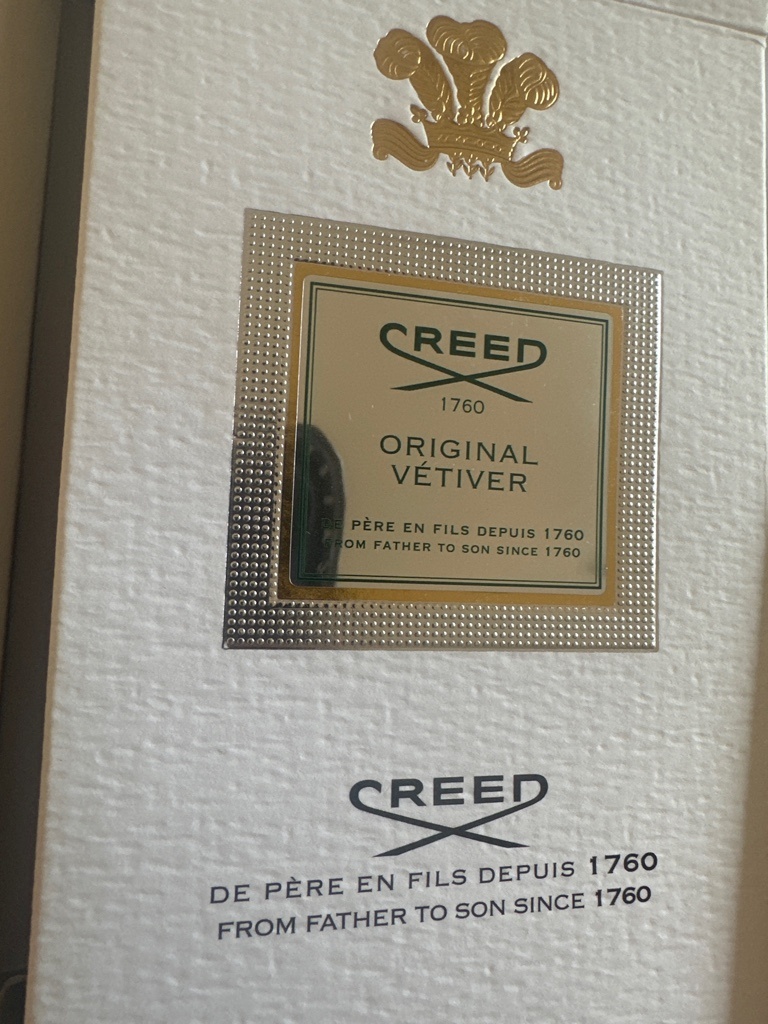 CREED
1760
ORIGINAL
VÉTIVER
DE PÈRE EN FILS DEPUIS 1760
FROM FATHER TO SON SINCE 1760
CREED
DE PÈRE EN FILS DEPUIS 1760
FROM FATHER TO SON SINCE 1760